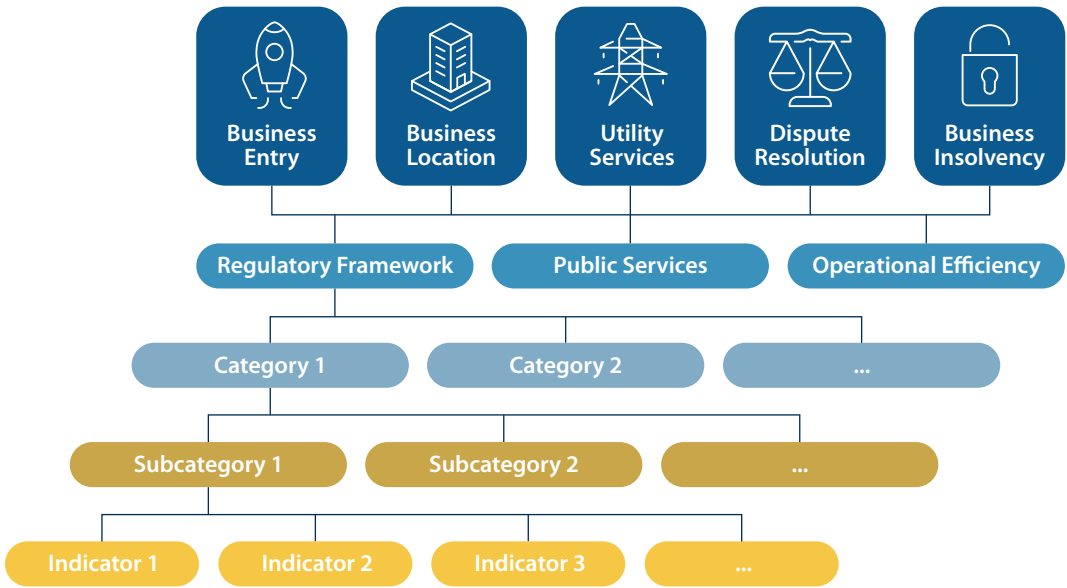 Business
Entry
Business
Location
Utility
Services
Dispute
Resolution
Business
Insolvency
Regulatory Framework
Public Services
Operational Efficiency
Category 1
Category 2
...
Subcategory 1
Subcategory 2
...
Indicator 1
Indicator 2
Indicator 3
...